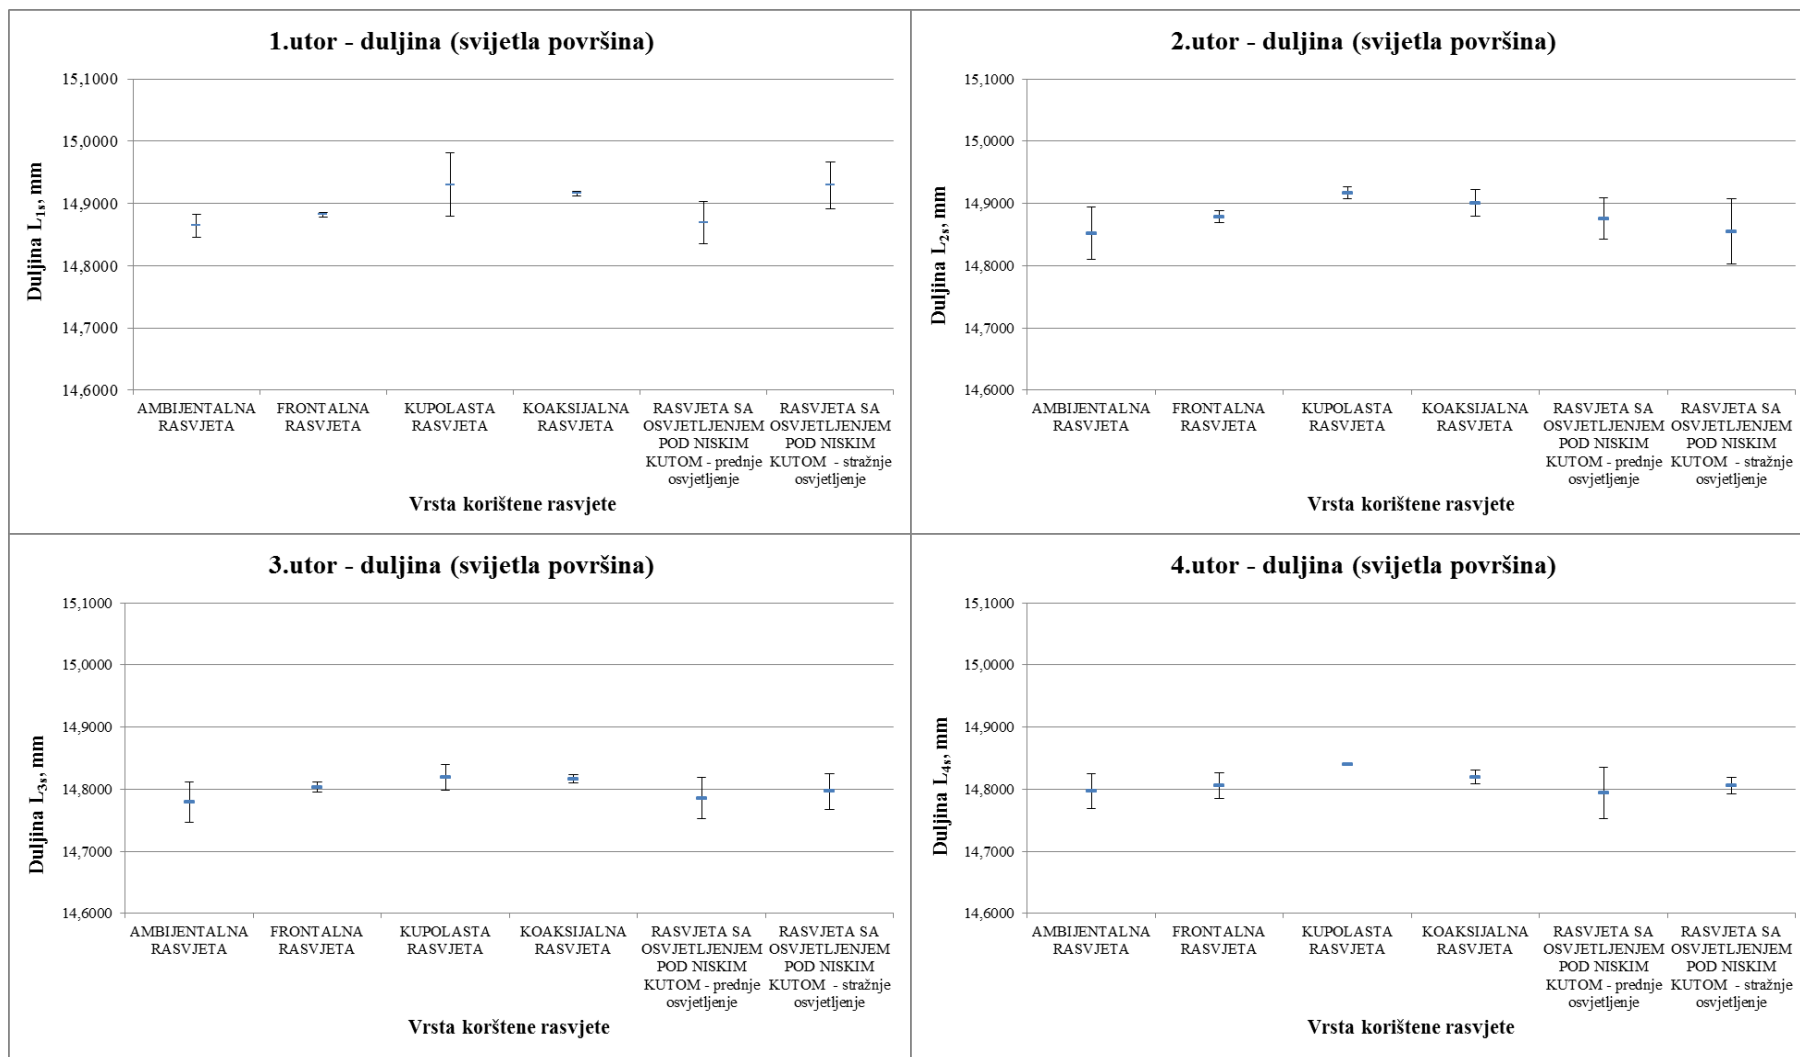 1.utor - duljina (svijetla površina)
Duljina L1s, mm
15,1000
15,0000
14,9000
14,8000
14,7000
14,6000
AMBIJENTALNA
RASVJETA
FRONTALNA
RASVJETA
KUPOLASTA
RASVJETA
KOAKSIJALNA
RASVJETA
RASVJETA SA
OSVJETLJENJEM
POD NISKIM
KUTOM - prednje
osvjetljenje
RASVJETA SA
OSVJETLJENJEM
POD NISKIM
KUTOM - stražnje
osvjetljenje
Vrsta korištene rasvjete
2.utor - duljina (svijetla površina)
Duljina L2s, mm
15,1000
15,0000
14,9000
14,8000
14,7000
14,6000
AMBIJENTALNA
RASVJETA
FRONTALNA
RASVJETA
KUPOLASTA
RASVJETA
KOAKSIJALNA
RASVJETA
RASVJETA SA
OSVJETLJENJEM
POD NISKIM
KUTOM - prednje
osvjetljenje
RASVJETA SA
OSVJETLJENJEM
POD NISKIM
KUTOM - stražnje
osvjetljenje
Vrsta korištene rasvjete
3.utor - duljina (svijetla površina)
Duljina L3s, mm
15,1000
15,0000
14,9000
14,8000
14,7000
14,6000
AMBIJENTALNA
RASVJETA
FRONTALNA
RASVJETA
KUPOLASTA
RASVJETA
KOAKSIJALNA
RASVJETA
RASVJETA SA
OSVJETLJENJEM
POD NISKIM
KUTOM - prednje
osvjetljenje
RASVJETA SA
OSVJETLJENJEM
POD NISKIM
KUTOM - stražnje
osvjetljenje
Vrsta korštene rasvjete
4.utor - duljina (svijetla površina)
Duljina L4s, mm
15,1000
15,0000
14,9000
14,8000
14,7000
14,6000
AMBIJENTALNA
RASVJETA
FRONTALNA
RASVJETA
KUPOLASTA
RASVJETA
KOAKSIJALNA
RASVJETA
RASVJETA SA
OSVJETLJENJEM
POD NISKIM
KUTOM - prednje
osvjetljenje
RASVJETA SA
OSVJETLJENJEM
POD NISKIM
KUTOM - stražnje
osvjetljenje
Vrsta korištene rasvjete